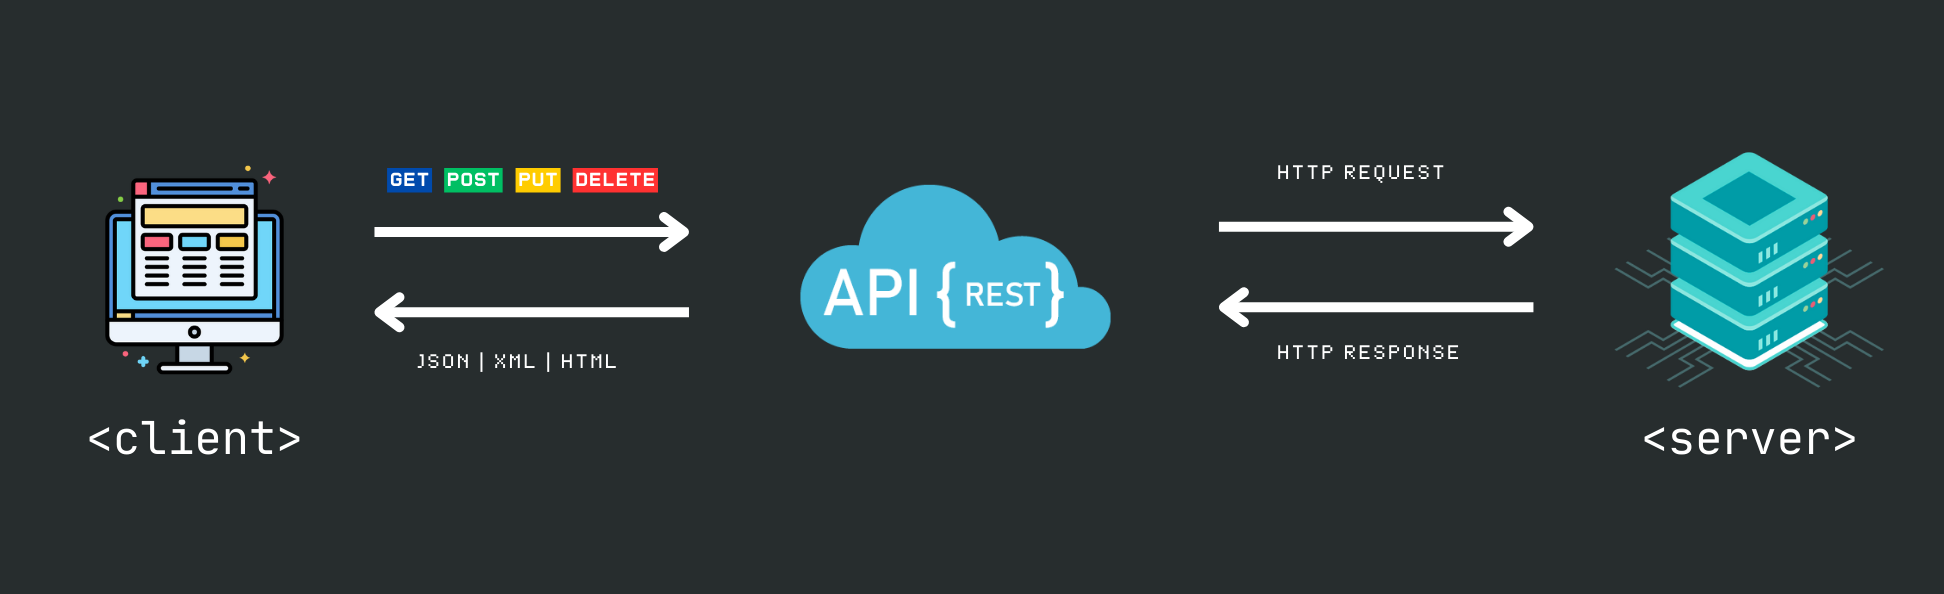 GET POST PUT DELETE
JSON | XML | HTML
<client>
API {REST}
HTTP REQUEST
HTTP RESPONSE
<server>